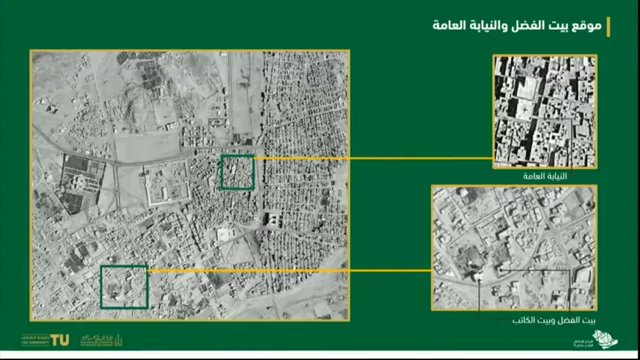 موقع بيت الفضل والنيابة العامة
النيابة العامة
بيت الفضل وبيت الكاتب
TU